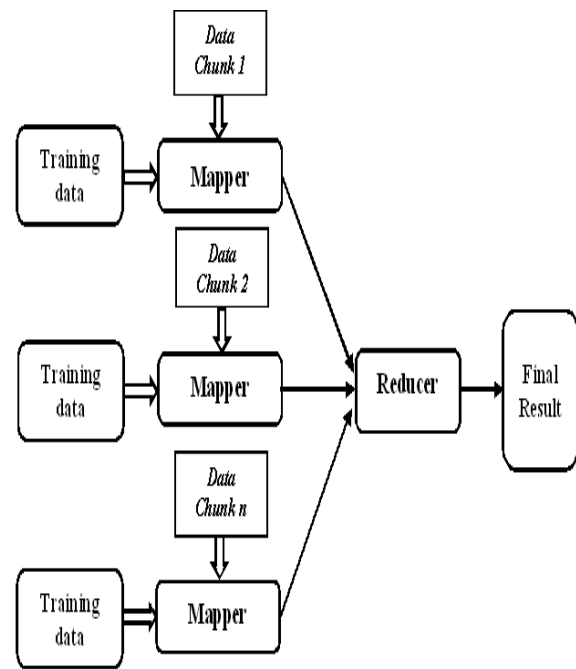 Data
Chunk 1
Training
data
Mapper
Data
Chunk 2
Training
data
Mapper
Reducer
Final
Result
Data
Chunk n
Training
data
Mapper